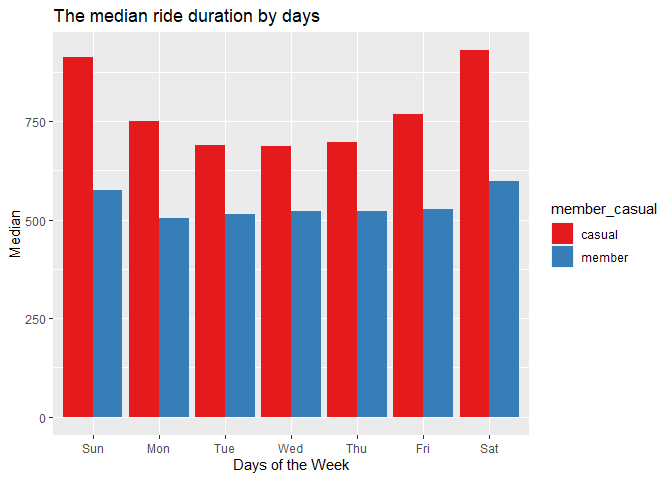 The median ride duration by days
Median
750
500
250
0
Sun Mon Tue Wed Thu Fri Sat
Days of the Week
member_casual
casual
member